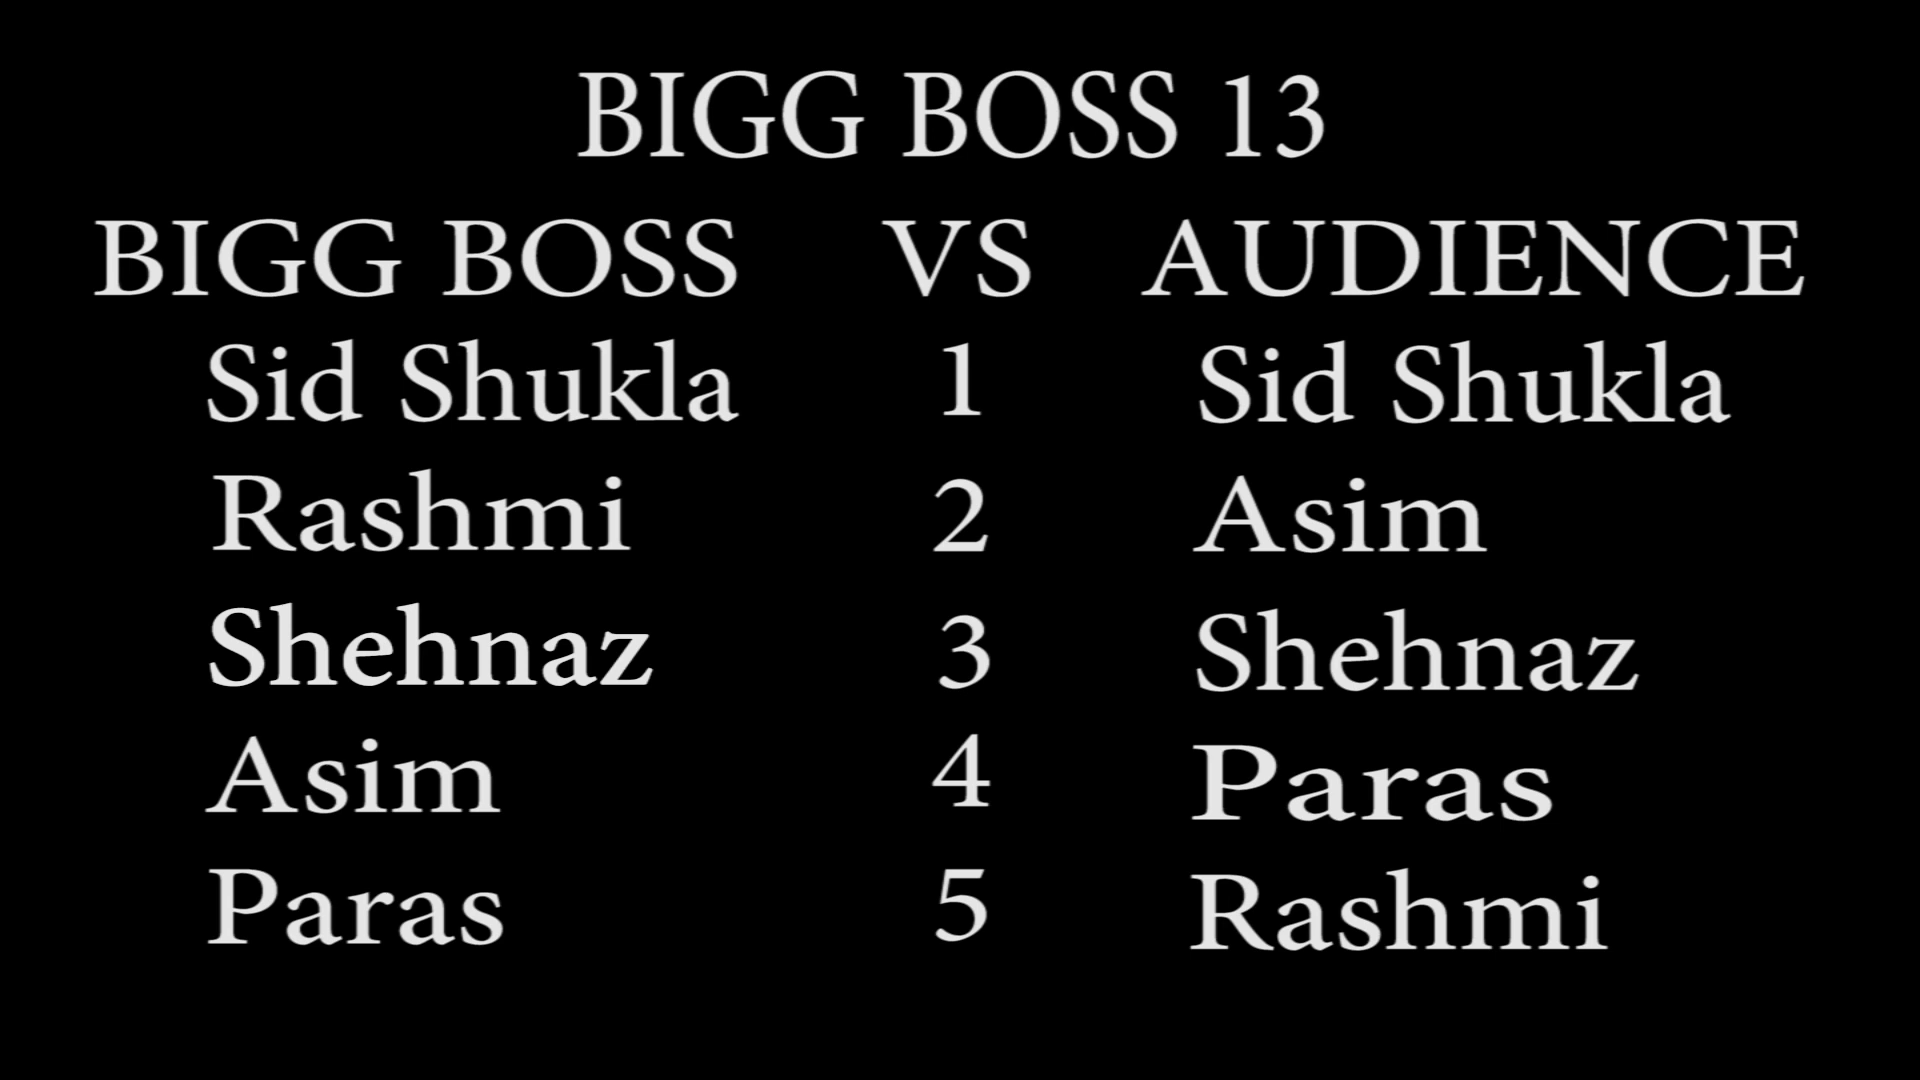 BIGG BOSS 13
BIGG BOSS VS AUDIENCE
Sid Shukla 1 Sid Shukla
Rashmi 2 Asim
Shehnaz 3 Shehnaz
Asim 4 Paras
Paras 5 Rashmi